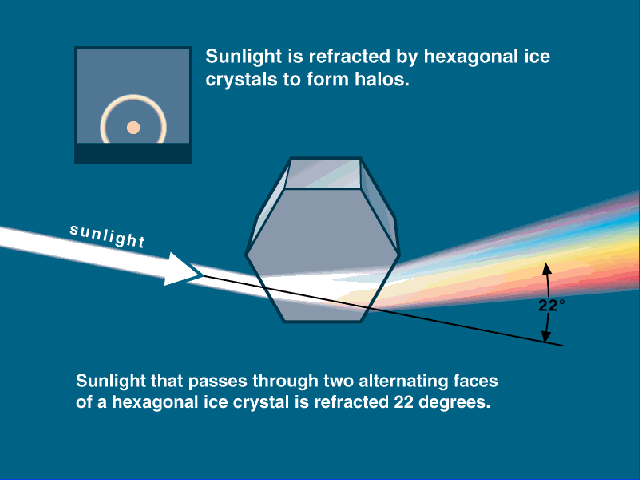 Sunlight is refracted by hexagonal ice
crystals to form halos.
sunlight
22°
Sunlight that passes through two alternating faces
of a hexagonal ice crystal is refracted 22 degrees.